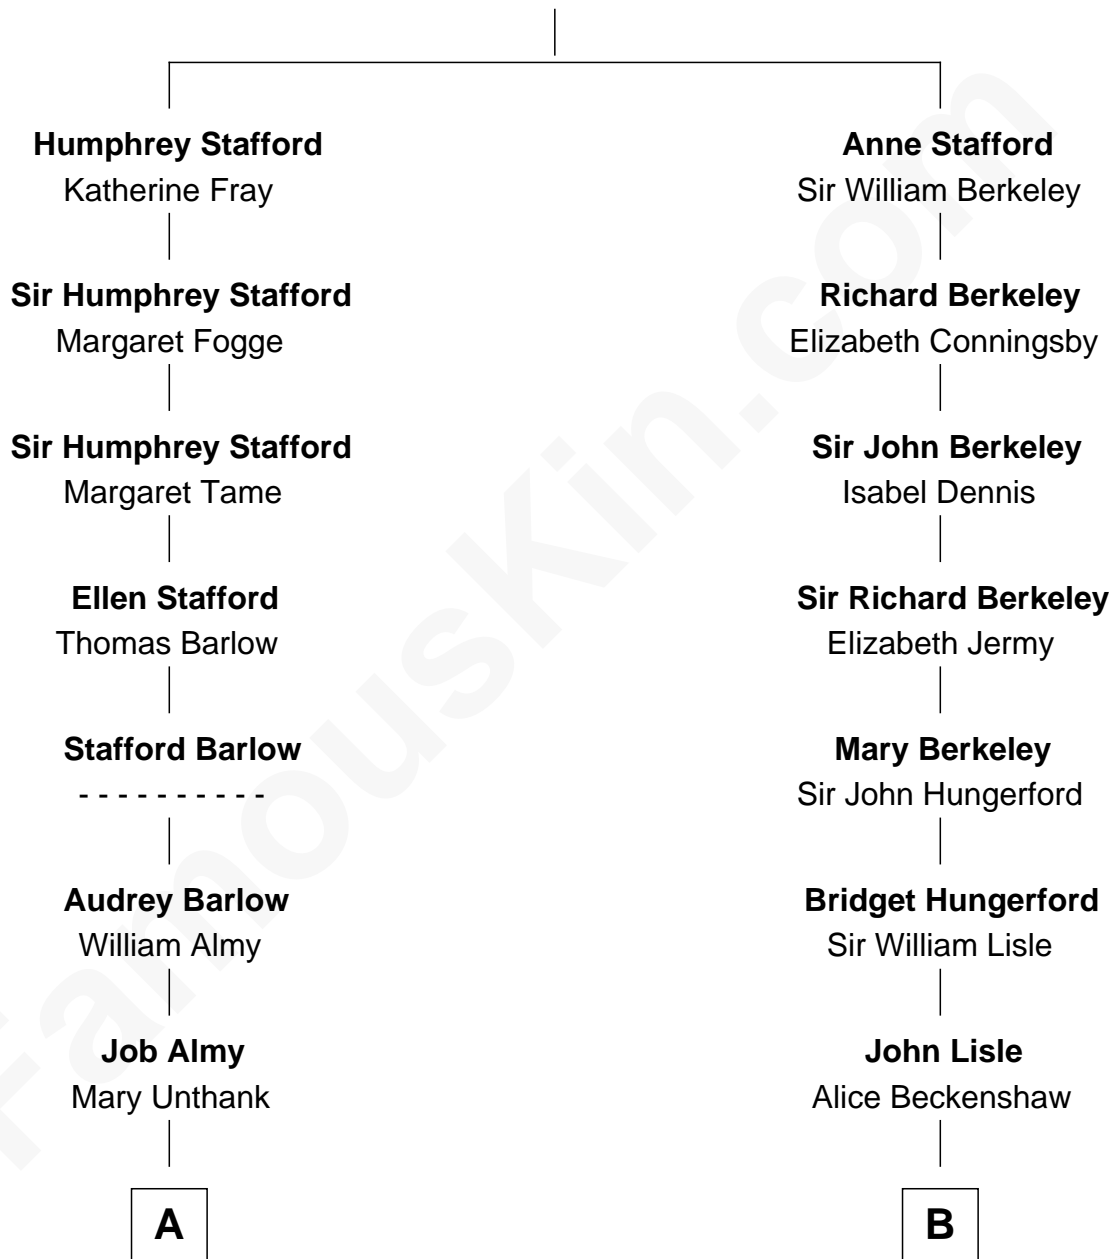 Humphrey Stafford
Katherine Fray
Sir Humphrey Stafford
Margaret Fogge
Sir Humphrey Stafford
Margaret Tame
Ellen Stafford
Thomas Barlow
Stafford Barlow
- - - - - - - - - -
Audrey Barlow
William Almy
Job Almy
Mary Unthank
A
Anne Stafford
Sir William Berkeley
Richard Berkeley
Elizabeth Conningsby
Sir John Berkeley
Isabel Dennis
Sir Richard Berkeley
Elizabeth Jermy
Mary Berkeley
Sir John Hungerford
Bridget Hungerford
Sir William Lisle
John Lisle
Alice Beckenshaw
B
FamousKin.com